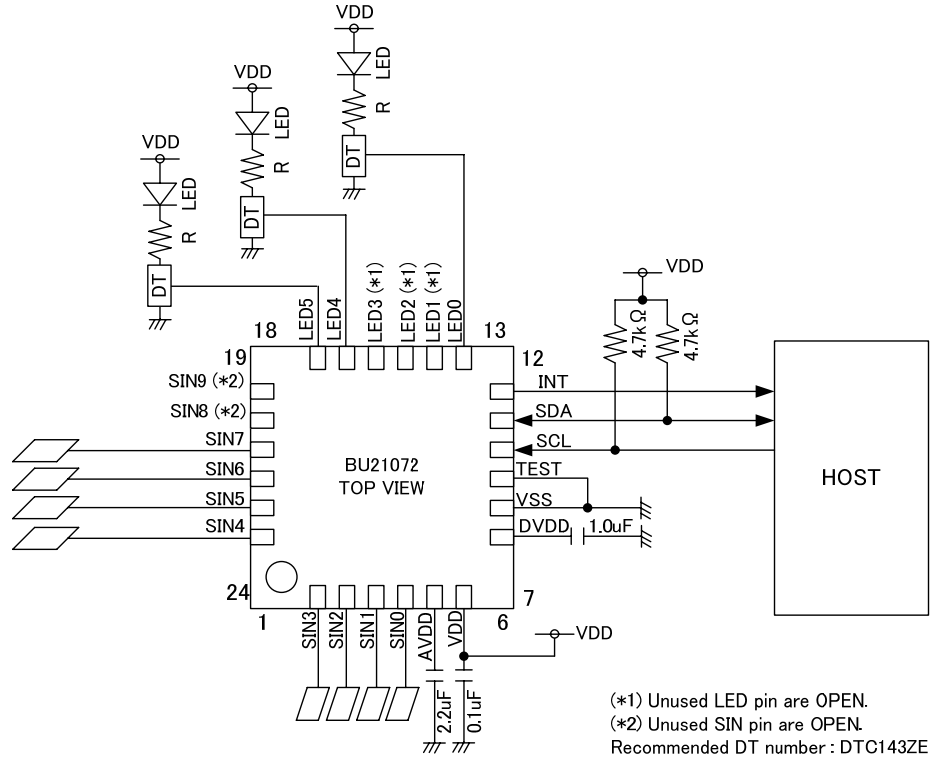 VDD
LED
R
DT
VDD
LED
R
DT
VDD
LED
R
DT
LED5
LED4
LED3 (*1)
LED2 (*1)
LED1 (*1)
LED0
18
13
19
12
SIN9 (*2)
SIN8 (*2)
SIN7
SIN6
SIN5
SIN4
BU21072
TOP VIEW
INT
SDA
SCL
TEST
VSS
DVDD
1.0uF
VDD
4.7kΩ
4.7kΩ
HOST
24
1
7
6
SIN3
SIN2
SIN1
SIN0
AVDD
VDD
VDD
2.2uF
0.1uF
(*1) Unused LED pin are OPEN.
(*2) Unused SIN pin are OPEN.
Recommended DT number : DTC143ZE